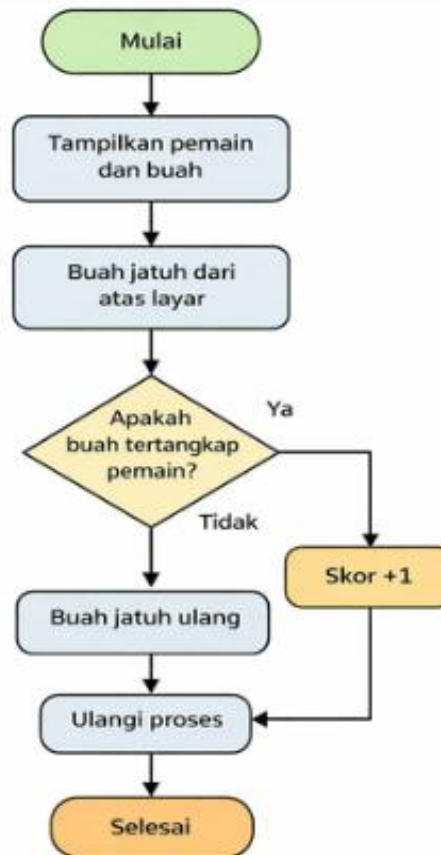 Mulai
Tampilkan pemain
dan buah
Buah jatuh dari
atas layar
Apakah
buah tertangkap
pemain?
Ya
Tidak
Skor +1
Buah jatuh ulang
Ulangi proses
Selesai